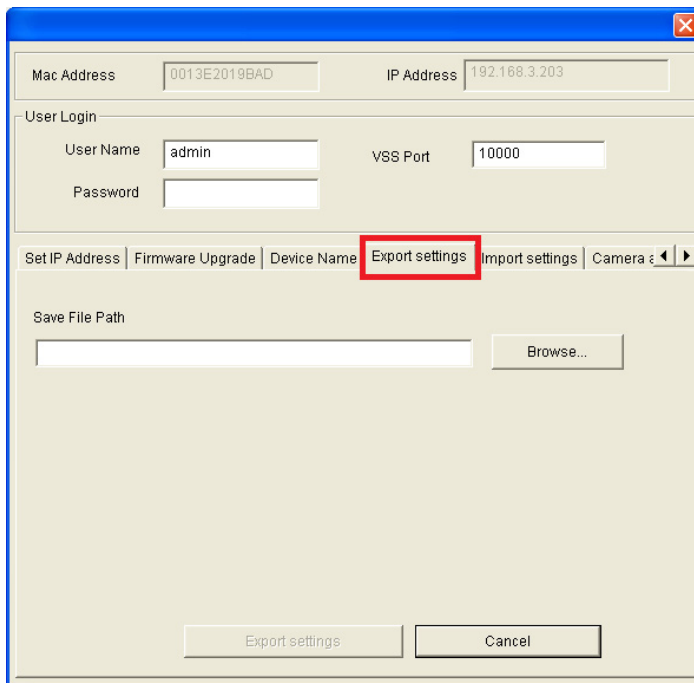 Mac Address 0013E2019BAD IP Address 192.168.3.203
User Login
User Name admin VSS Port 10000
Password
Set IP Address Firmware Upgrade Device Name Export settings Import settings Camera a
Save File Path
Browse...
Export settings Cancel